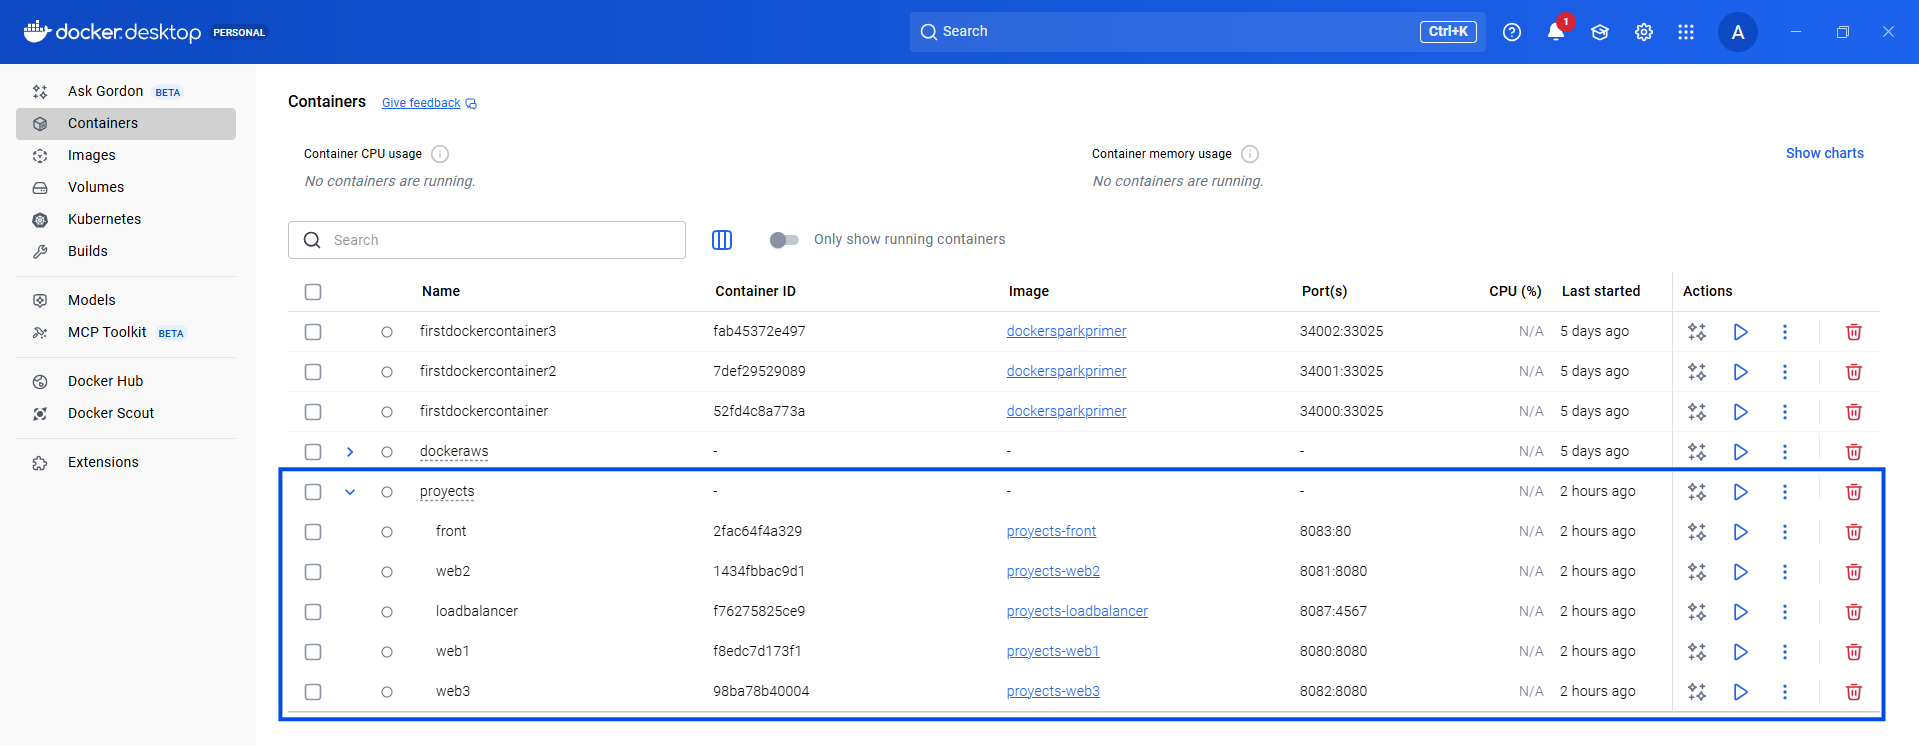 docker.desktop PERSONAL Search Ctrl+K 1 A
Ask Gordon BETA
Containers
Images
Volumes
Kubernetes
Builds
Models
MCP Toolkit BETA
Docker Hub
Docker Scout
Extensions
Containers Give feedback
Container CPU usage Container memory usage Show charts
No containers are running. No containers are running.
Search Only show running containers
Name Container ID Image Port(s) CPU (%) Last started Actions
firstdockercontainer3 fab45372e497 dockersparkprimer 34002:33025 N/A 5 days ago
firstdockercontainer2 7def29529089 dockersparkprimer 34001:33025 N/A 5 days ago
firstdockercontainer 52fd4c8a773a dockersparkprimer 34000:33025 N/A 5 days ago
dockeraws - - - N/A 5 days ago
proyects - - - N/A 2 hours ago
front 2fac64f4a329 proyects-front 8083:80 N/A 2 hours ago
web2 1434fbbac9d1 proyects-web2 8081:8080 N/A 2 hours ago
loadbalancer f76275825ce9 proyects-loadbalancer 8087:4567 N/A 2 hours ago
web1 f8edc7d173f1 proyects-web1 8080:8080 N/A 2 hours ago
web3 98ba78b40004 proyects-web3 8082:8080 N/A 2 hours ago